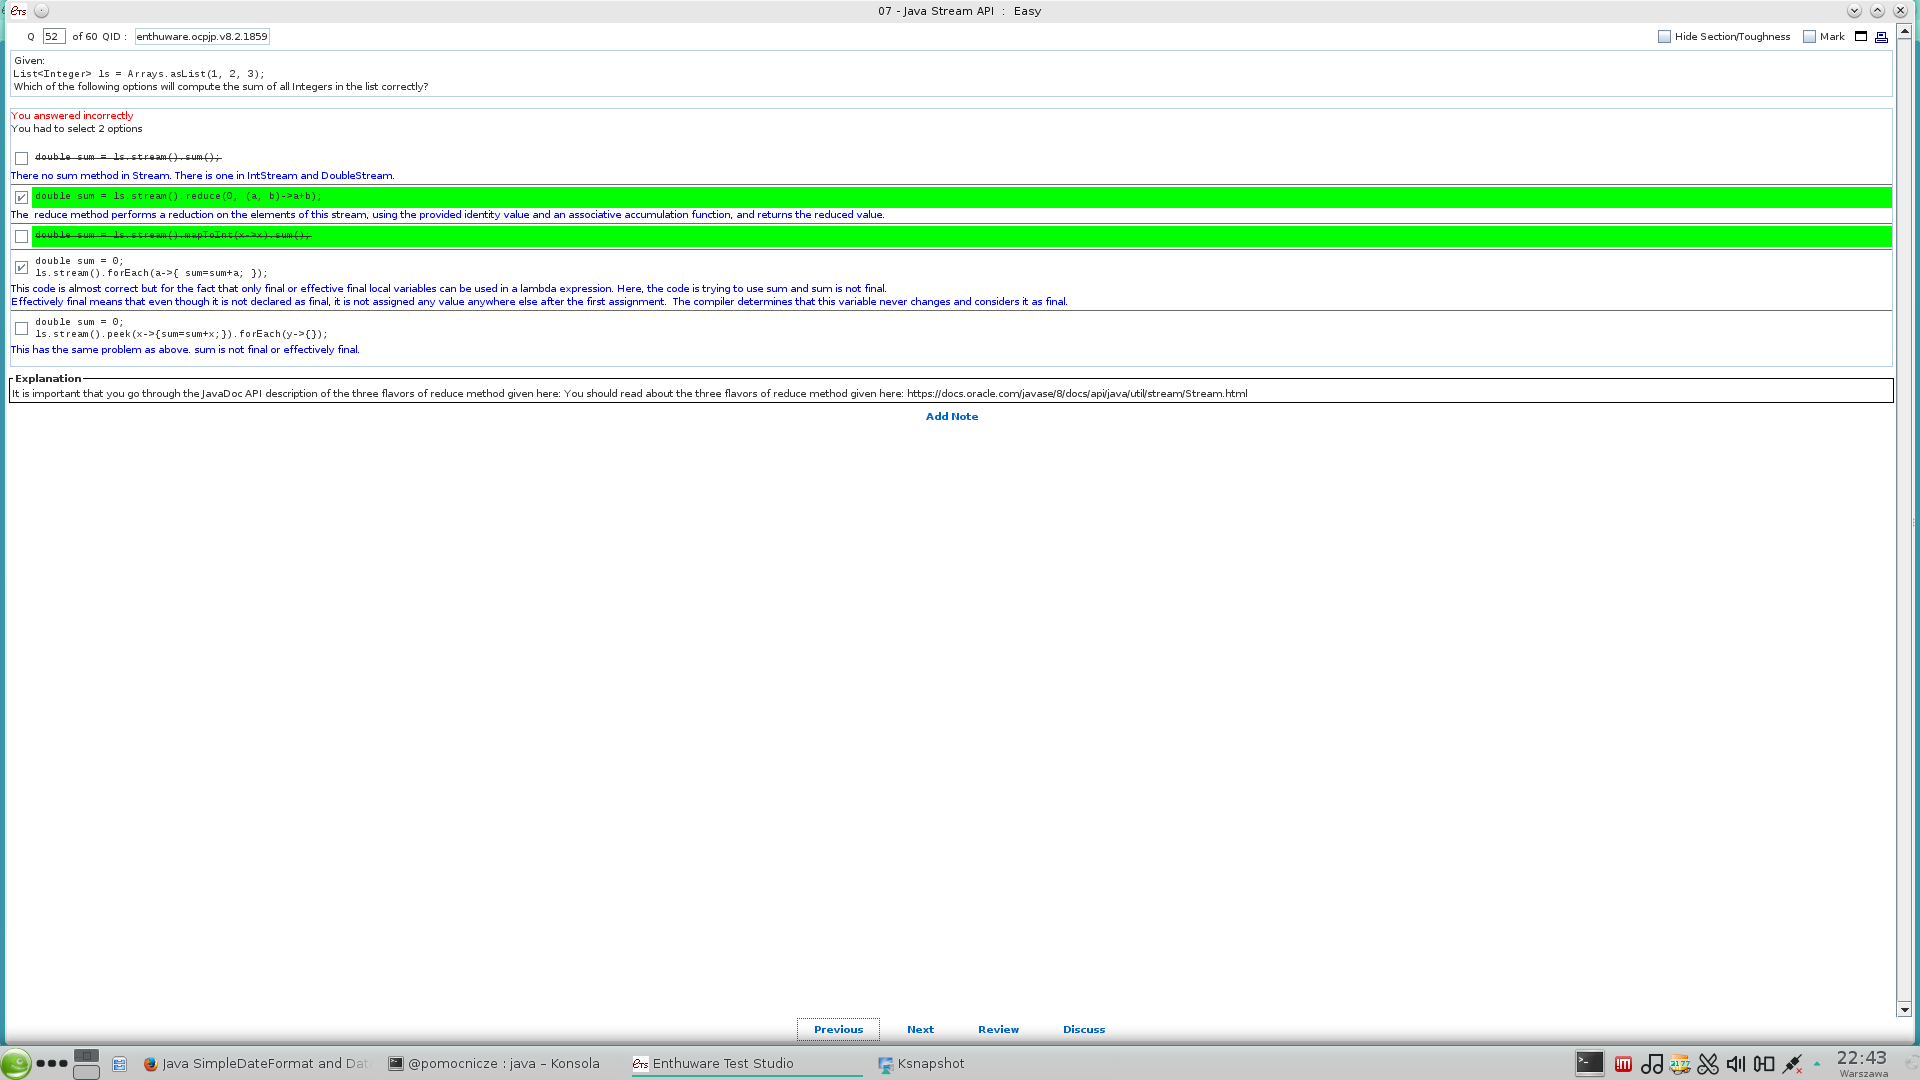 ETS
07 - Java Stream API : Easy
Q 52 of 60 QID : enthuware.ocpjp.v8.2.1859
Hide Section/Toughness Mark
Given:
List<Integer> ls = Arrays.asList(1, 2, 3);
Which of the following options will compute the sum of all Integers in the list correctly?
You answered incorrectly
You had to select 2 options
double sum = ls.stream().sum();
There no sum method in Stream. There is one in IntStream and DoubleStream.
double sum = ls.stream().reduce(0, (a, b)->a+b);
The reduce method performs a reduction on the elements of this stream, using the provided identity value and an associative accumulation function, and returns the reduced value.
double sum = ls.stream().mapToInt(x->x).sum();
double sum = 0;
ls.stream().forEach(a->{ sum=sum+a; });
This code is almost correct but for the fact that only final or effective final local variables can be used in a lambda expression. Here, the code is trying to use sum and sum is not final.
Effectively final means that even though it is not declared as final, it is not assigned any value anywhere else after the first assignment. The compiler determines that this variable never changes and considers it as final.
double sum = 0;
ls.stream().peek(x->{sum=sum+x;}).forEach(y->{});
This has the same problem as above. sum is not final or effectively final.
Explanation
It is important that you go through the JavaDoc API description of the three flavors of reduce method given here: You should read about the three flavors of reduce method given here: https://docs.oracle.com/javase/8/docs/api/java/util/stream/Stream.html
Add Note
Previous Next Review Discuss
Java SimpleDateFormat and Dat
@pomocnicze : java – Konsola
ETS Enthuware Test Studio
Ksnapshot
22:43
Warszawa